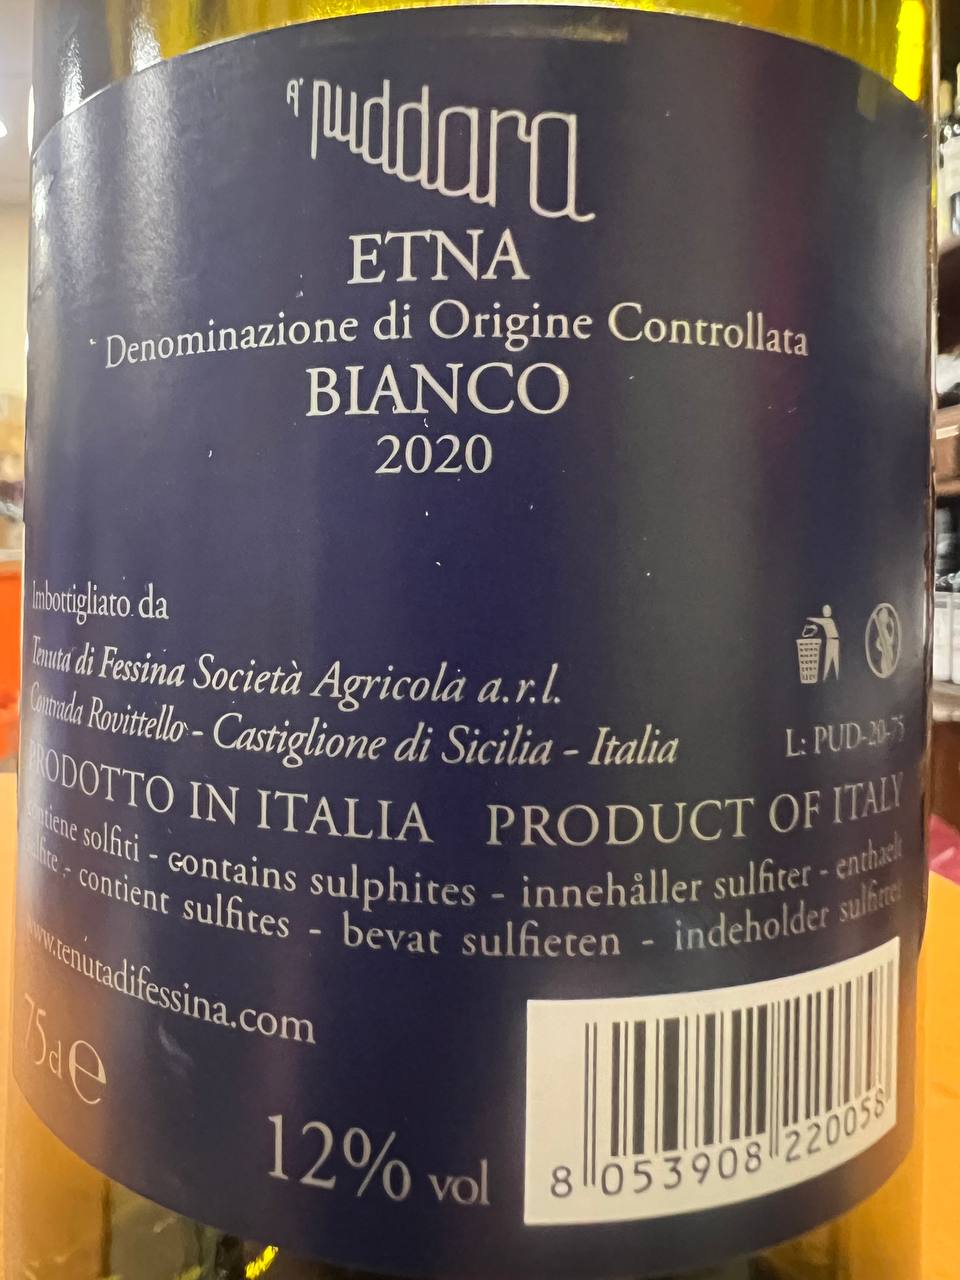 A' Puddara
ETNA
Denominazione di Origine Controllata
BIANCO
2020
Imbottigliato da
Tenuta di Fessina Società Agricola a.r.l.
Contrada Rovittello - Castiglione di Sicilia - Italia
L: PUD-20-75
PRODOTTO IN ITALIA PRODUCT OF ITALY
contiene solfiti - contains sulphites - innehåller sulfiter - enthaelt
sulfite - contient sulfites - bevat sulfieten - indeholder sulfitter
www.tenutadifessina.com
75cl e
12% vol
8 053908 220058